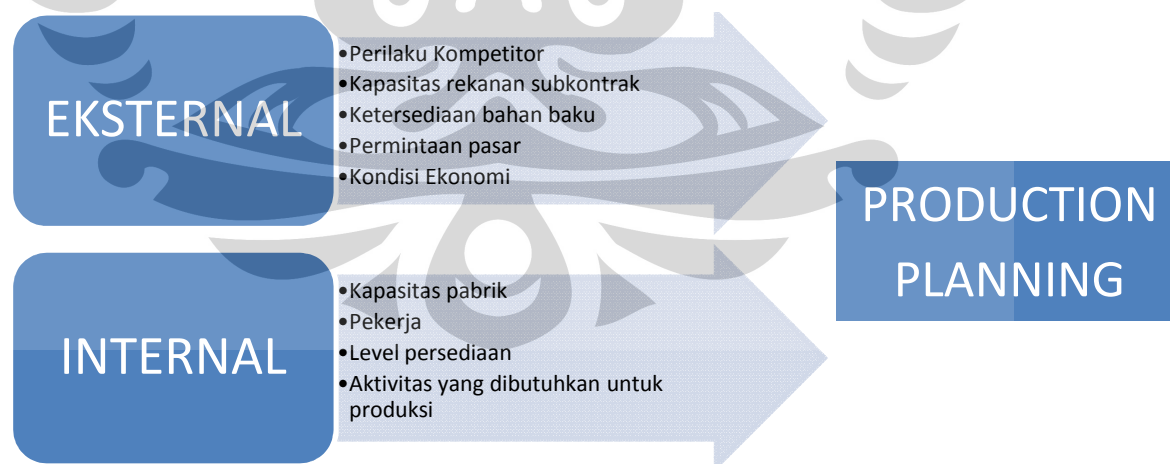 EKSTERNAL
•Perilaku Kompetitor
•Kapasitas rekanan subkontrak
•Ketersediaan bahan baku
•Permintaan pasar
•Kondisi Ekonomi
INTERNAL
•Kapasitas pabrik
•Pekerja
•Level persediaan
•Aktivitas yang dibutuhkan untuk
produksi
PRODUCTION
PLANNING